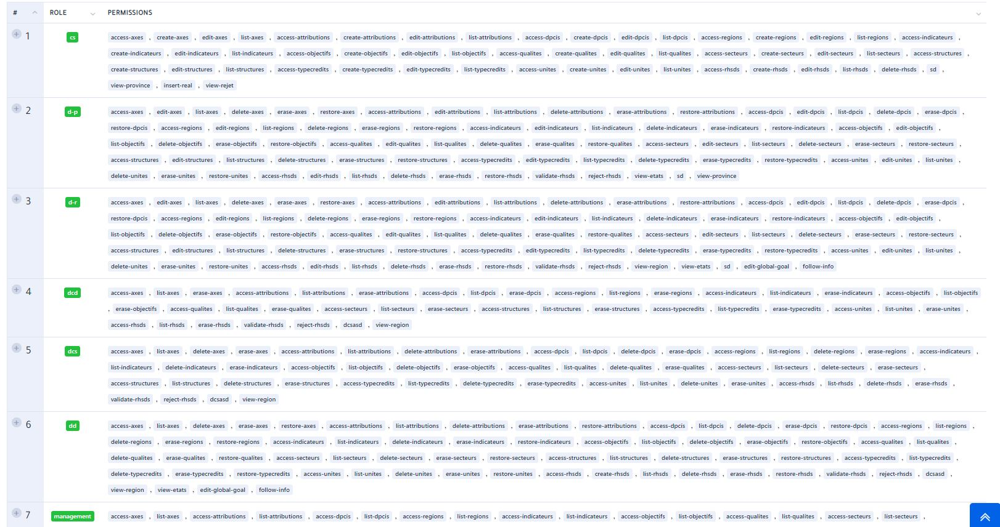 # ROLE PERMISSIONS
1 cs access-axes , create-axes , edit-axes , list-axes , access-attributions , create-attributions , edit-attributions , list-attributions , access-dpcis , create-dpcis , edit-dpcis , list-dpcis , access-regions , create-regions , edit-regions , list-regions , access-indicateurs ,
create-indicateurs , edit-indicateurs , list-indicateurs , access-objectifs , create-objectifs , edit-objectifs , list-objectifs , access-qualites , create-qualites , edit-qualites , list-qualites , access-secteurs , create-secteurs , edit-secteurs , list-secteurs , access-structures ,
create-structures , edit-structures , list-structures , access-typecredits , create-typecredits , edit-typecredits , list-typecredits , access-unites , create-unites , edit-unites , list-unites , access-rhsds , create-rhsds , edit-rhsds , list-rhsds , delete-rhsds , sd ,
view-province , insert-real , view-rejet
2 d-p access-axes , edit-axes , list-axes , delete-axes , erase-axes , restore-axes , access-attributions , edit-attributions , list-attributions , delete-attributions , erase-attributions , restore-attributions , access-dpcis , edit-dpcis , list-dpcis , delete-dpcis , erase-dpcis ,
restore-dpcis , access-regions , edit-regions , list-regions , delete-regions , erase-regions , restore-regions , access-indicateurs , edit-indicateurs , list-indicateurs , delete-indicateurs , erase-indicateurs , restore-indicateurs , access-objectifs , edit-objectifs ,
list-objectifs , delete-objectifs , erase-objectifs , restore-objectifs , access-qualites , edit-qualites , list-qualites , delete-qualites , erase-qualites , restore-qualites , access-secteurs , edit-secteurs , list-secteurs , delete-secteurs , erase-secteurs , restore-secteurs ,
access-structures , edit-structures , list-structures , delete-structures , erase-structures , restore-structures , access-typecredits , edit-typecredits , list-typecredits , delete-typecredits , erase-typecredits , restore-typecredits , access-unites , edit-unites , list-unites ,
delete-unites , erase-unites , restore-unites , access-rhsds , edit-rhsds , list-rhsds , delete-rhsds , erase-rhsds , restore-rhsds , validate-rhsds , reject-rhsds , view-etats , sd , view-province
3 d-r access-axes , edit-axes , list-axes , delete-axes , erase-axes , restore-axes , access-attributions , edit-attributions , list-attributions , delete-attributions , erase-attributions , restore-attributions , access-dpcis , edit-dpcis , list-dpcis , delete-dpcis , erase-dpcis ,
restore-dpcis , access-regions , edit-regions , list-regions , delete-regions , erase-regions , restore-regions , access-indicateurs , edit-indicateurs , list-indicateurs , delete-indicateurs , erase-indicateurs , restore-indicateurs , access-objectifs , edit-objectifs ,
list-objectifs , delete-objectifs , erase-objectifs , restore-objectifs , access-qualites , edit-qualites , list-qualites , delete-qualites , erase-qualites , restore-qualites , access-secteurs , edit-secteurs , list-secteurs , delete-secteurs , erase-secteurs , restore-secteurs ,
access-structures , edit-structures , list-structures , delete-structures , erase-structures , restore-structures , access-typecredits , edit-typecredits , list-typecredits , delete-typecredits , erase-typecredits , restore-typecredits , access-unites , edit-unites , list-unites ,
delete-unites , erase-unites , restore-unites , access-rhsds , edit-rhsds , list-rhsds , delete-rhsds , erase-rhsds , restore-rhsds , validate-rhsds , reject-rhsds , view-region , view-etats , sd , edit-global-goal , follow-info
4 dcd access-axes , list-axes , erase-axes , access-attributions , list-attributions , erase-attributions , access-dpcis , list-dpcis , erase-dpcis , access-regions , list-regions , erase-regions , access-indicateurs , list-indicateurs , erase-indicateurs , access-objectifs , list-objectifs
, erase-objectifs , access-qualites , list-qualites , erase-qualites , access-secteurs , list-secteurs , erase-secteurs , access-structures , list-structures , erase-structures , access-typecredits , list-typecredits , erase-typecredits , access-unites , list-unites , erase-unites ,
access-rhsds , list-rhsds , erase-rhsds , validate-rhsds , reject-rhsds , dcsasd , view-region
5 dcs access-axes , list-axes , delete-axes , erase-axes , access-attributions , list-attributions , delete-attributions , erase-attributions , access-dpcis , list-dpcis , delete-dpcis , erase-dpcis , access-regions , list-regions , delete-regions , erase-regions , access-indicateurs ,
list-indicateurs , delete-indicateurs , erase-indicateurs , access-objectifs , list-objectifs , delete-objectifs , erase-objectifs , access-qualites , list-qualites , delete-qualites , erase-qualites , access-secteurs , list-secteurs , delete-secteurs , erase-secteurs ,
access-structures , list-structures , delete-structures , erase-structures , access-typecredits , list-typecredits , delete-typecredits , erase-typecredits , access-unites , list-unites , delete-unites , erase-unites , access-rhsds , list-rhsds , delete-rhsds , erase-rhsds ,
validate-rhsds , reject-rhsds , dcsasd , view-region
6 dd access-axes , list-axes , delete-axes , erase-axes , restore-axes , access-attributions , list-attributions , delete-attributions , erase-attributions , restore-attributions , access-dpcis , list-dpcis , delete-dpcis , erase-dpcis , restore-dpcis , access-regions , list-regions ,
delete-regions , erase-regions , restore-regions , access-indicateurs , list-indicateurs , delete-indicateurs , erase-indicateurs , restore-indicateurs , access-objectifs , list-objectifs , delete-objectifs , erase-objectifs , restore-objectifs , access-qualites , list-qualites ,
delete-qualites , erase-qualites , restore-qualites , access-secteurs , list-secteurs , delete-secteurs , erase-secteurs , restore-secteurs , access-structures , list-structures , delete-structures , erase-structures , restore-structures , access-typecredits , list-typecredits ,
delete-typecredits , erase-typecredits , restore-typecredits , access-unites , list-unites , delete-unites , erase-unites , restore-unites , access-rhsds , create-rhsds , list-rhsds , delete-rhsds , erase-rhsds , restore-rhsds , validate-rhsds , reject-rhsds , dcsasd ,
view-region , view-etats , edit-global-goal , follow-info
7 management access-axes , list-axes , access-attributions , list-attributions , access-dpcis , list-dpcis , access-regions , list-regions , access-indicateurs , list-indicateurs , access-objectifs , list-objectifs , access-qualites , list-qualites , access-secteurs , list-secteurs ,